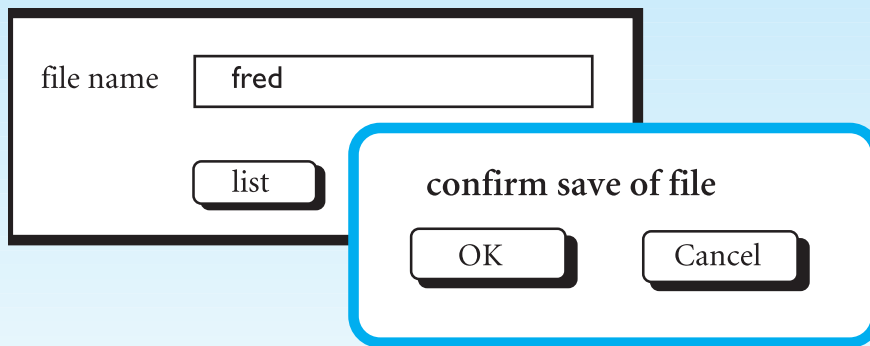 file name
fred
list
confirm save of file
OK
Cancel